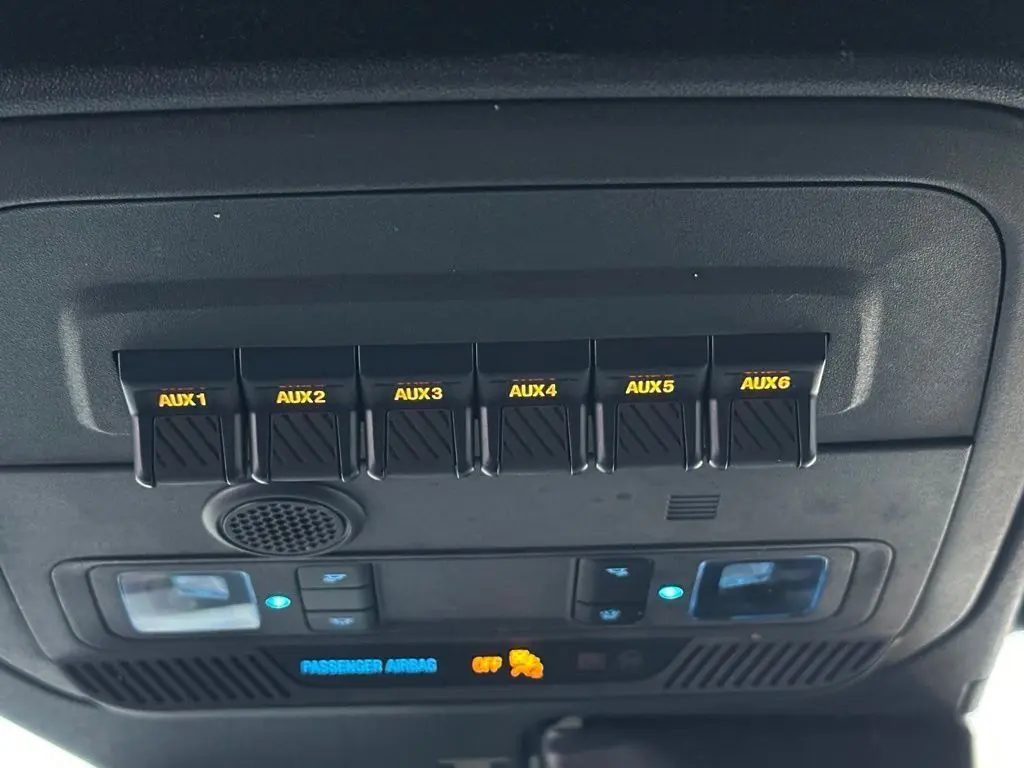 AUX1 AUX2 AUX3 AUX4 AUX5 AUX6
PASSENGER AIRBAG OFF